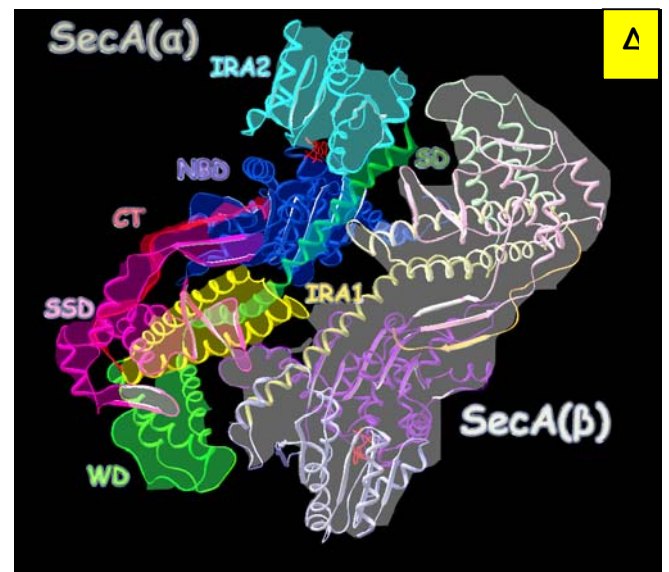 SecA(α)
Δ
IRA2
SD
NBD
CT
SSD
IRA1
SecA(β)
WD